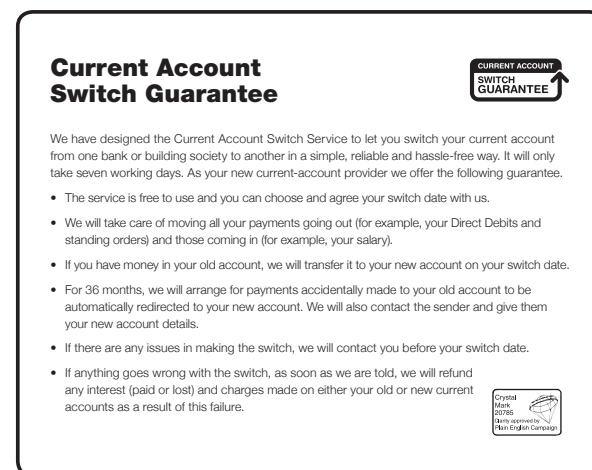 Current Account
Switch Guarantee
CURRENT ACCOUNT
SWITCH
GUARANTEE
We have designed the Current Account Switch Service to let you switch your current account
from one bank or building society to another in a simple, reliable and hassle-free way. It will only
take seven working days. As your new current-account provider we offer the following guarantee.
• The service is free to use and you can choose and agree your switch date with us.
• We will take care of moving all your payments going out (for example, your Direct Debits and
standing orders) and those coming in (for example, your salary).
• If you have money in your old account, we will transfer it to your new account on your switch date.
• For 36 months, we will arrange for payments accidentally made to your old account to be
automatically redirected to your new account. We will also contact the sender and give them
your new account details.
• If there are any issues in making the switch, we will contact you before your switch date.
• If anything goes wrong with the switch, as soon as we are told, we will refund
any interest (paid or lost) and charges made on either your old or new current
accounts as a result of this failure.
Crystal
Mark
20785
Clarity approved by
Plain English Campaign